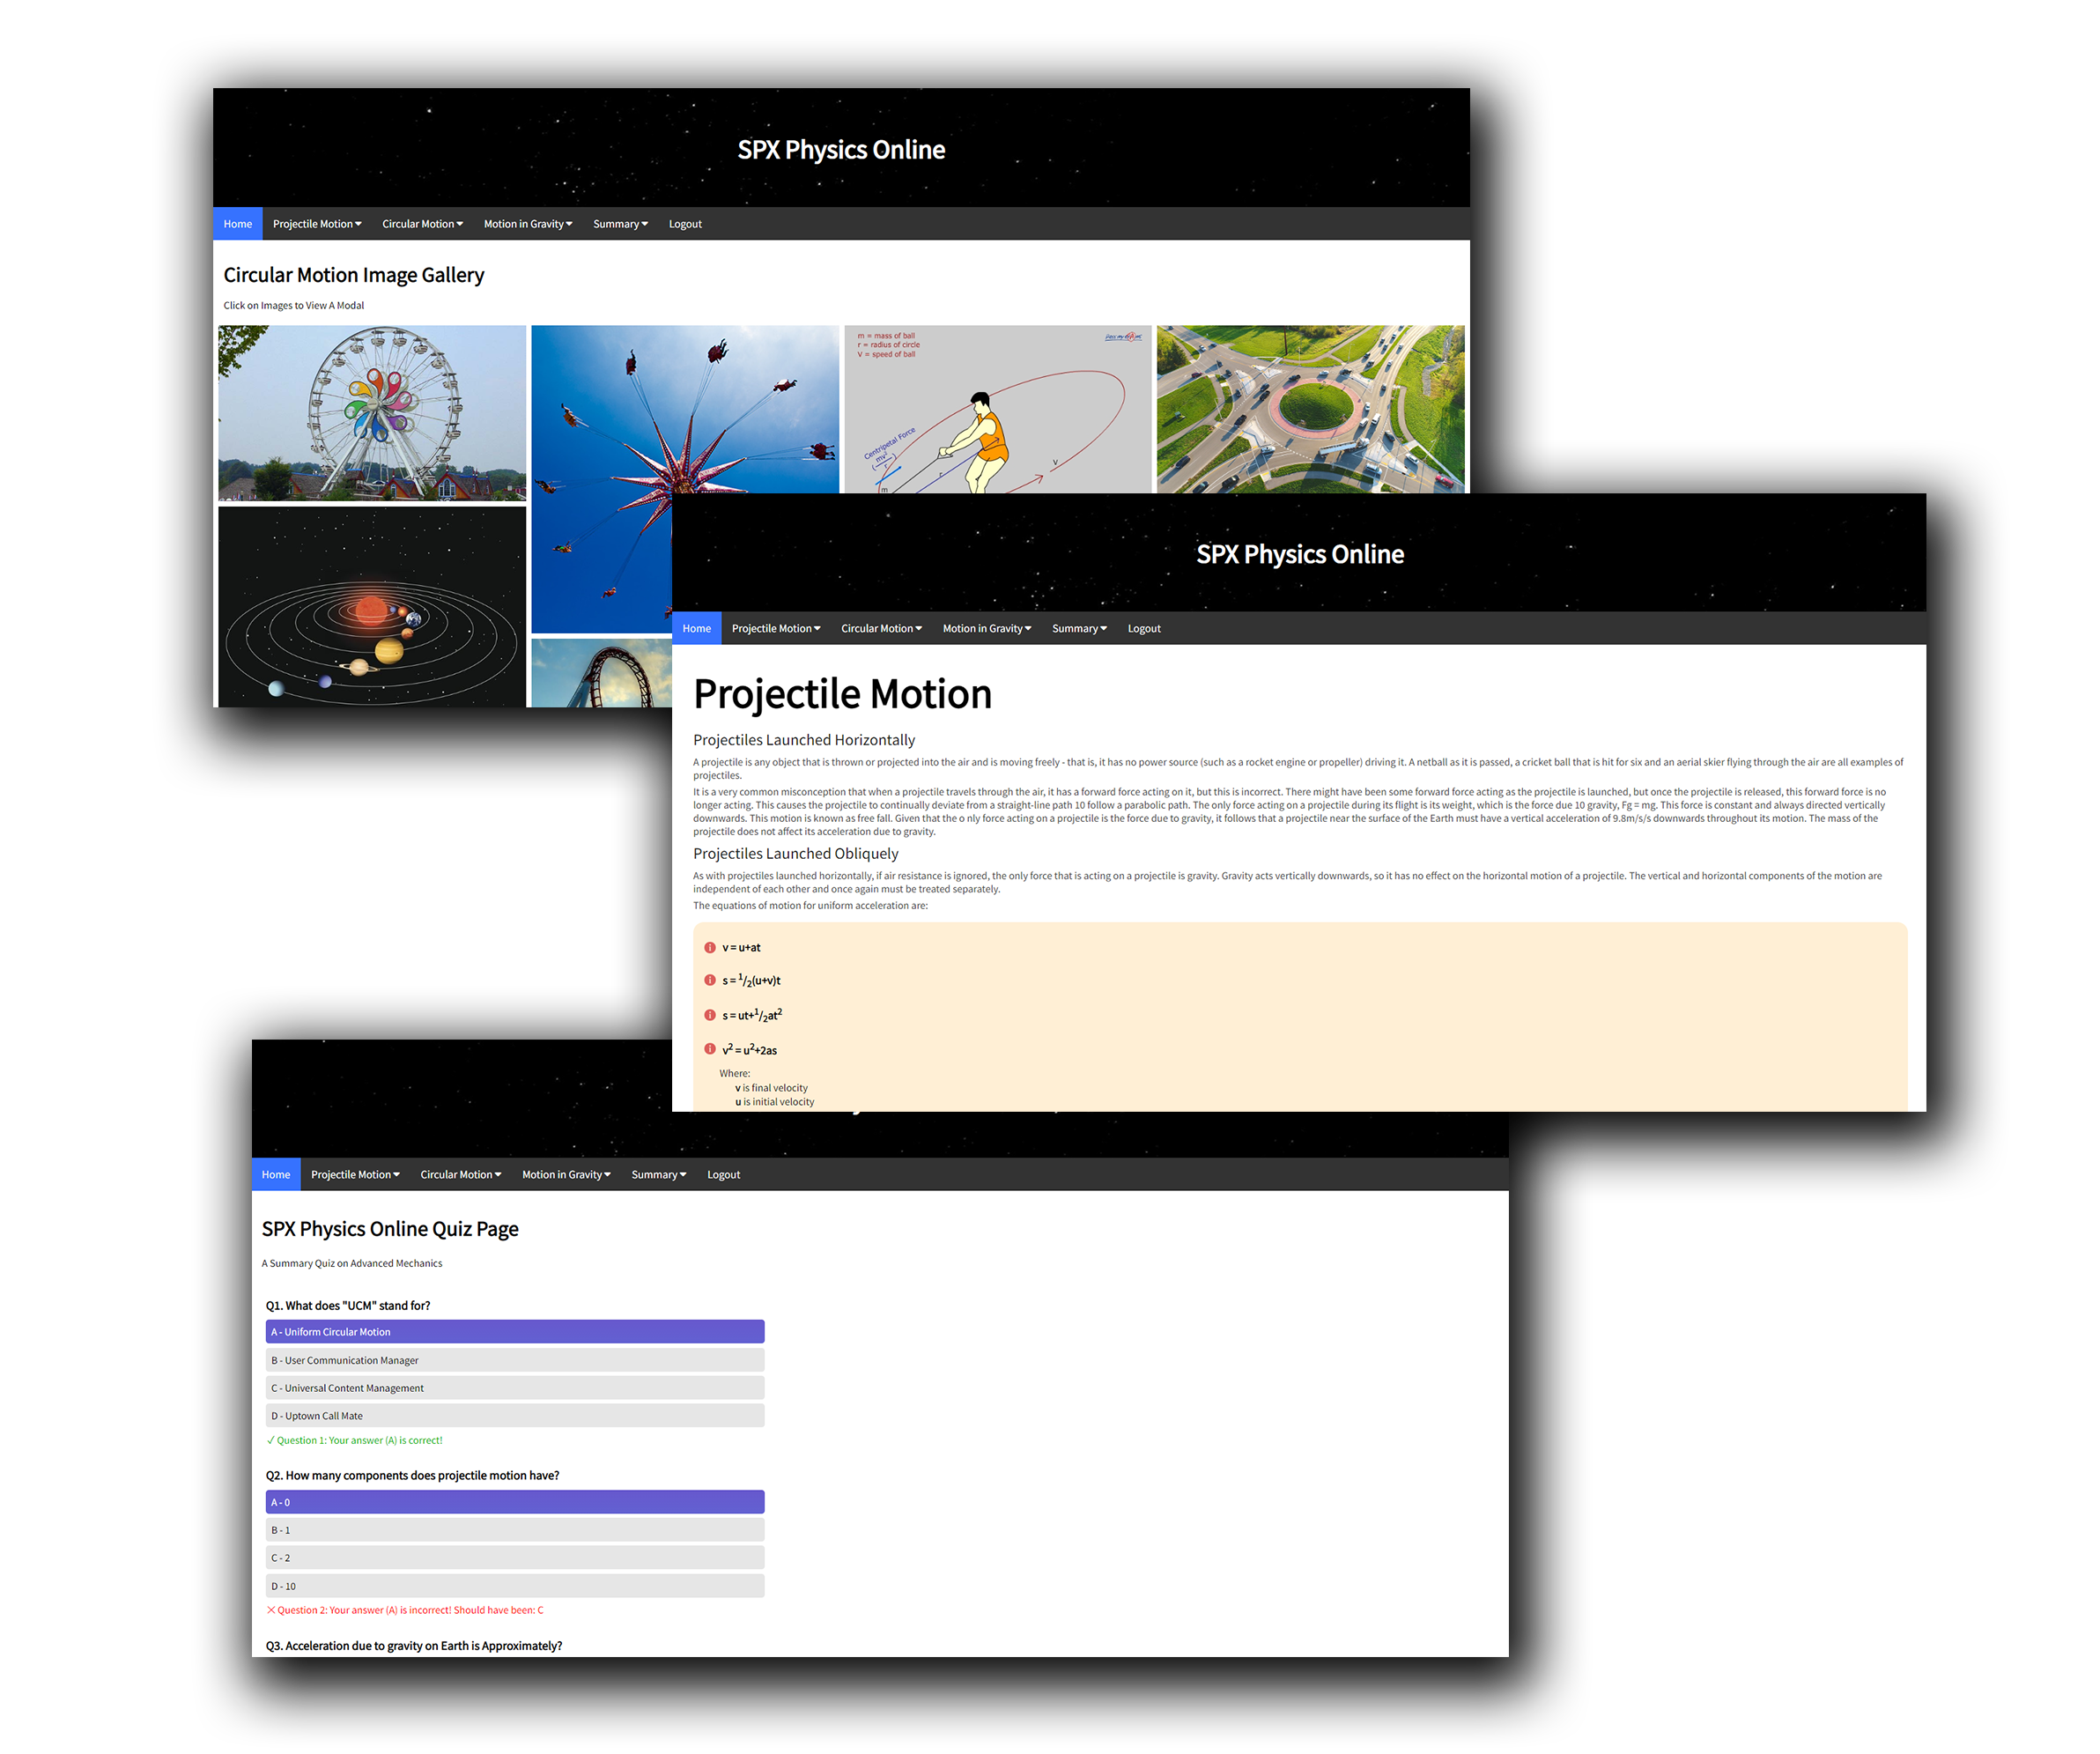 SPX Physics Online
Home Projectile Motion Circular Motion Motion in Gravity Summary Logout
Circular Motion Image Gallery
Click on Images to View A Modal
m = mass of ball
r = radius of circle
V = speed of ball
Centripetal Force
mv²
r
( )
m
r
v
SPX Physics Online
Home Projectile Motion Circular Motion Motion in Gravity Summary Logout
Projectile Motion
Projectiles Launched Horizontally
A projectile is any object that is thrown or projected into the air and is moving freely - that is, it has no power source (such as a rocket engine or propeller) driving it. A netball as it is passed, a cricket ball that is hit for six and an aerial skier flying through the air are all examples of
projectiles.
It is a very common misconception that when a projectile travels through the air, it has a forward force acting on it, but this is incorrect. There might have been some forward force acting as the projectile is launched, but once the projectile is released, this forward force is no
longer acting. This causes the projectile to continually deviate from a straight-line path 10 follow a parabolic path. The only force acting on a projectile during its flight is its weight, which is the force due 10 gravity, Fg = mg. This force is constant and always directed vertically
downwards. This motion is known as free fall. Given that the o nly force acting on a projectile is the force due to gravity, it follows that a projectile near the surface of the Earth must have a vertical acceleration of 9.8m/s/s downwards throughout its motion. The mass of the
projectile does not affect its acceleration due to gravity.
Projectiles Launched Obliquely
As with projectiles launched horizontally, if air resistance is ignored, the only force that is acting on a projectile is gravity. Gravity acts vertically downwards, so it has no effect on the horizontal motion of a projectile. The vertical and horizontal components of the motion are
independent of each other and once again must be treated separately.
The equations of motion for uniform acceleration are:
v = u+at
s = ¹/₂(u+v)t
s = ut+¹/₂at²
v² = u²+2as
Where:
v is final velocity
u is initial velocity
Home Projectile Motion Circular Motion Motion in Gravity Summary Logout
SPX Physics Online Quiz Page
A Summary Quiz on Advanced Mechanics
Q1. What does "UCM" stand for?
A - Uniform Circular Motion
B - User Communication Manager
C - Universal Content Management
D - Uptown Call Mate
✓ Question 1: Your answer (A) is correct!
Q2. How many components does projectile motion have?
A - 0
B - 1
C - 2
D - 10
✕ Question 2: Your answer (A) is incorrect! Should have been: C
Q3. Acceleration due to gravity on Earth is Approximately?